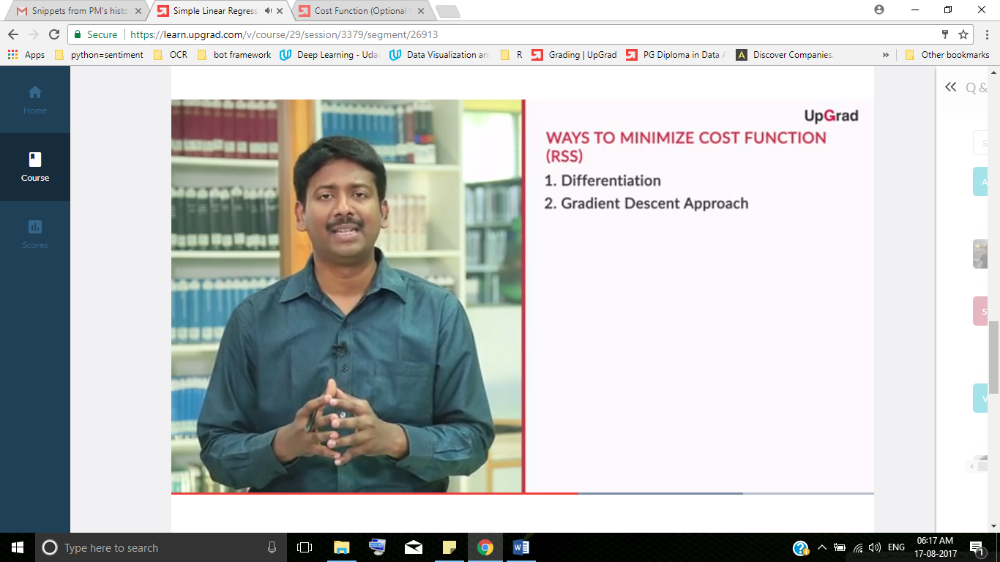 Snippets from PM's histo
Simple Linear Regress
Cost Function (Optional
Secure
https://learn.upgrad.com/v/course/29/session/3379/segment/26913
Apps
python=sentiment
OCR
bot framework
Deep Learning - Uda
Data Visualization an
R
Grading | UpGrad
PG Diploma in Data A
Discover Companies,
»
Other bookmarks
Home
Course
Scores
Q &
UpGrad
WAYS TO MINIMIZE COST FUNCTION
(RSS)
1. Differentiation
2. Gradient Descent Approach
S
A
S
V
Type here to search
ENG
06:17 AM
17-08-2017
1